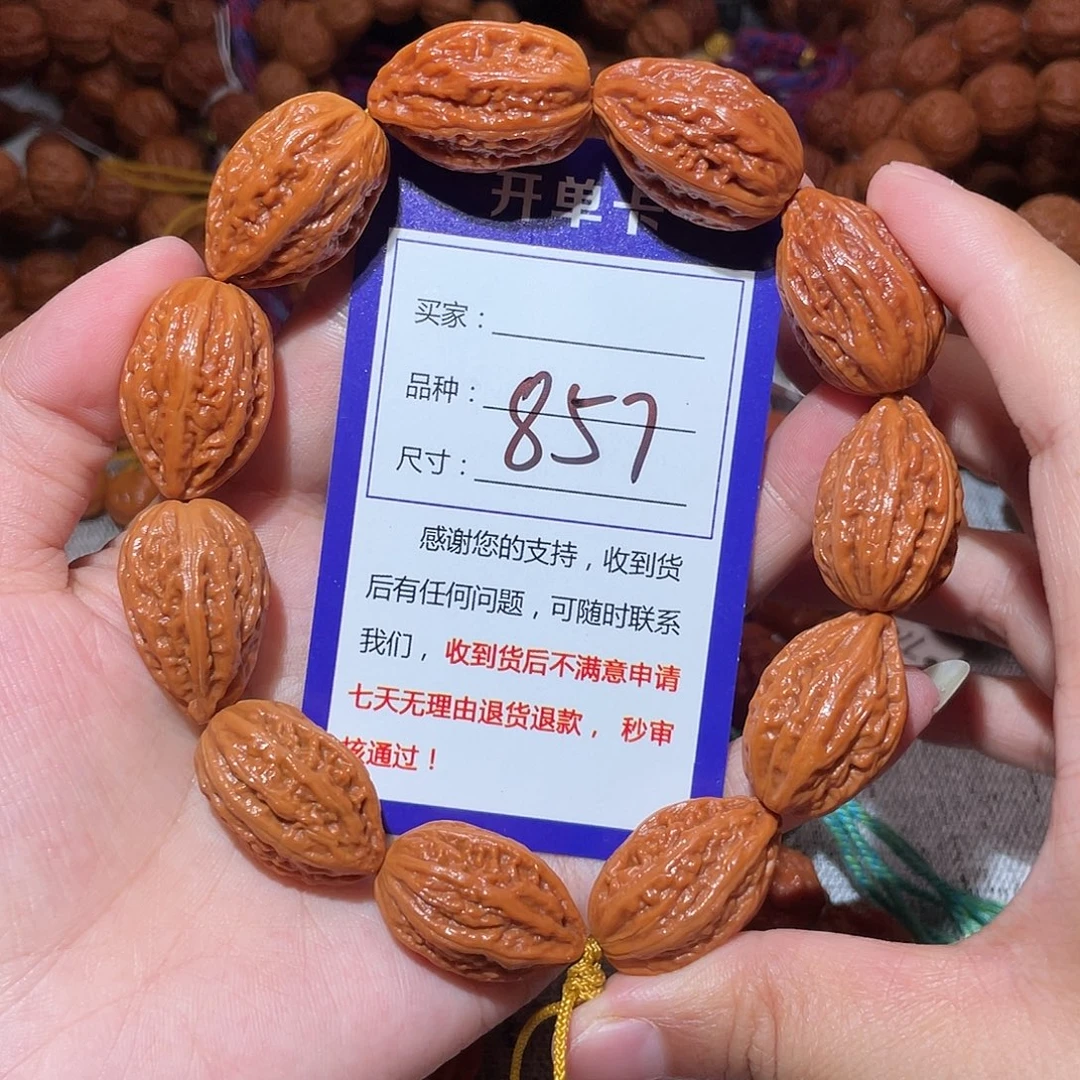 开单卡
买家：
品种：857
尺寸：
感谢您的支持，收到货
后有任何问题，可随时联系
我们，收到货后不满意申请
七天无理由退货退款，秒审
核通过！